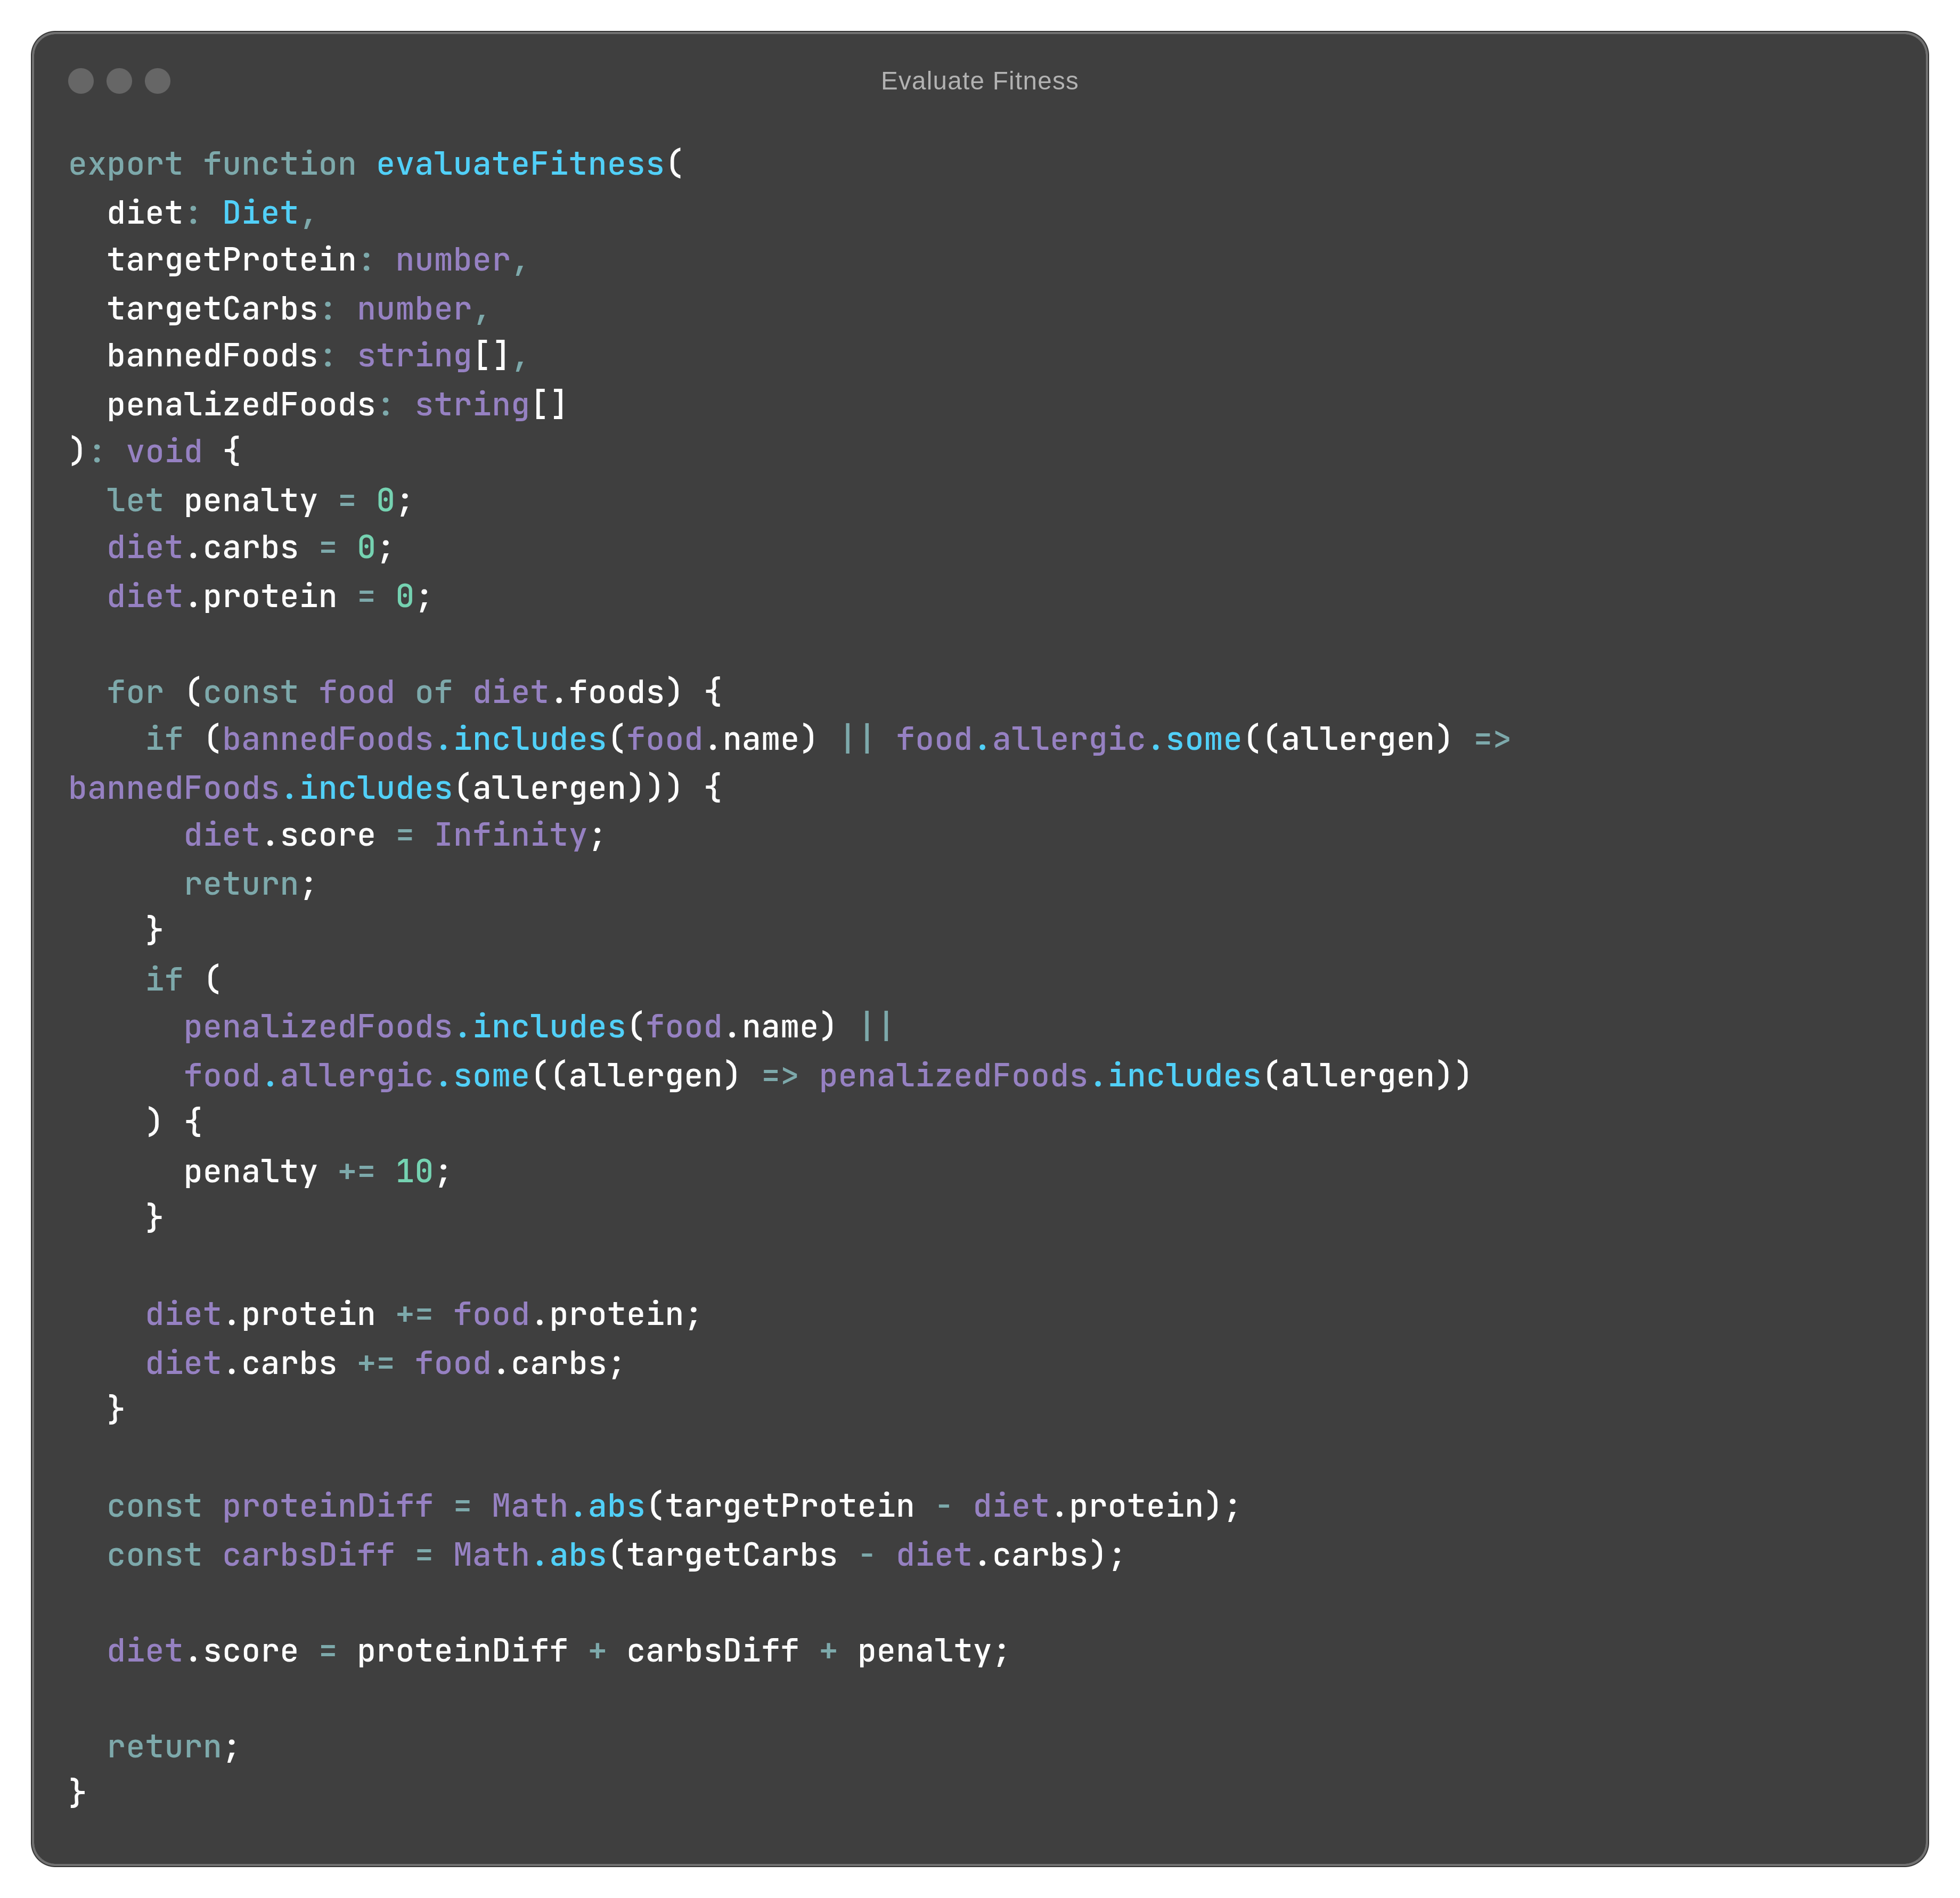 Evaluate Fitness
export function evaluateFitness(
  diet: Diet,
  targetProtein: number,
  targetCarbs: number,
  bannedFoods: string[],
  penalizedFoods: string[]
): void {
  let penalty = 0;
  diet.carbs = 0;
  diet.protein = 0;

  for (const food of diet.foods) {
    if (bannedFoods.includes(food.name) || food.allergic.some((allergen) =>
bannedFoods.includes(allergen))) {
      diet.score = Infinity;
      return;
    }
    if (
      penalizedFoods.includes(food.name) ||
      food.allergic.some((allergen) => penalizedFoods.includes(allergen))
    ) {
      penalty += 10;
    }

    diet.protein += food.protein;
    diet.carbs += food.carbs;
  }

  const proteinDiff = Math.abs(targetProtein - diet.protein);
  const carbsDiff = Math.abs(targetCarbs - diet.carbs);

  diet.score = proteinDiff + carbsDiff + penalty;

  return;
}